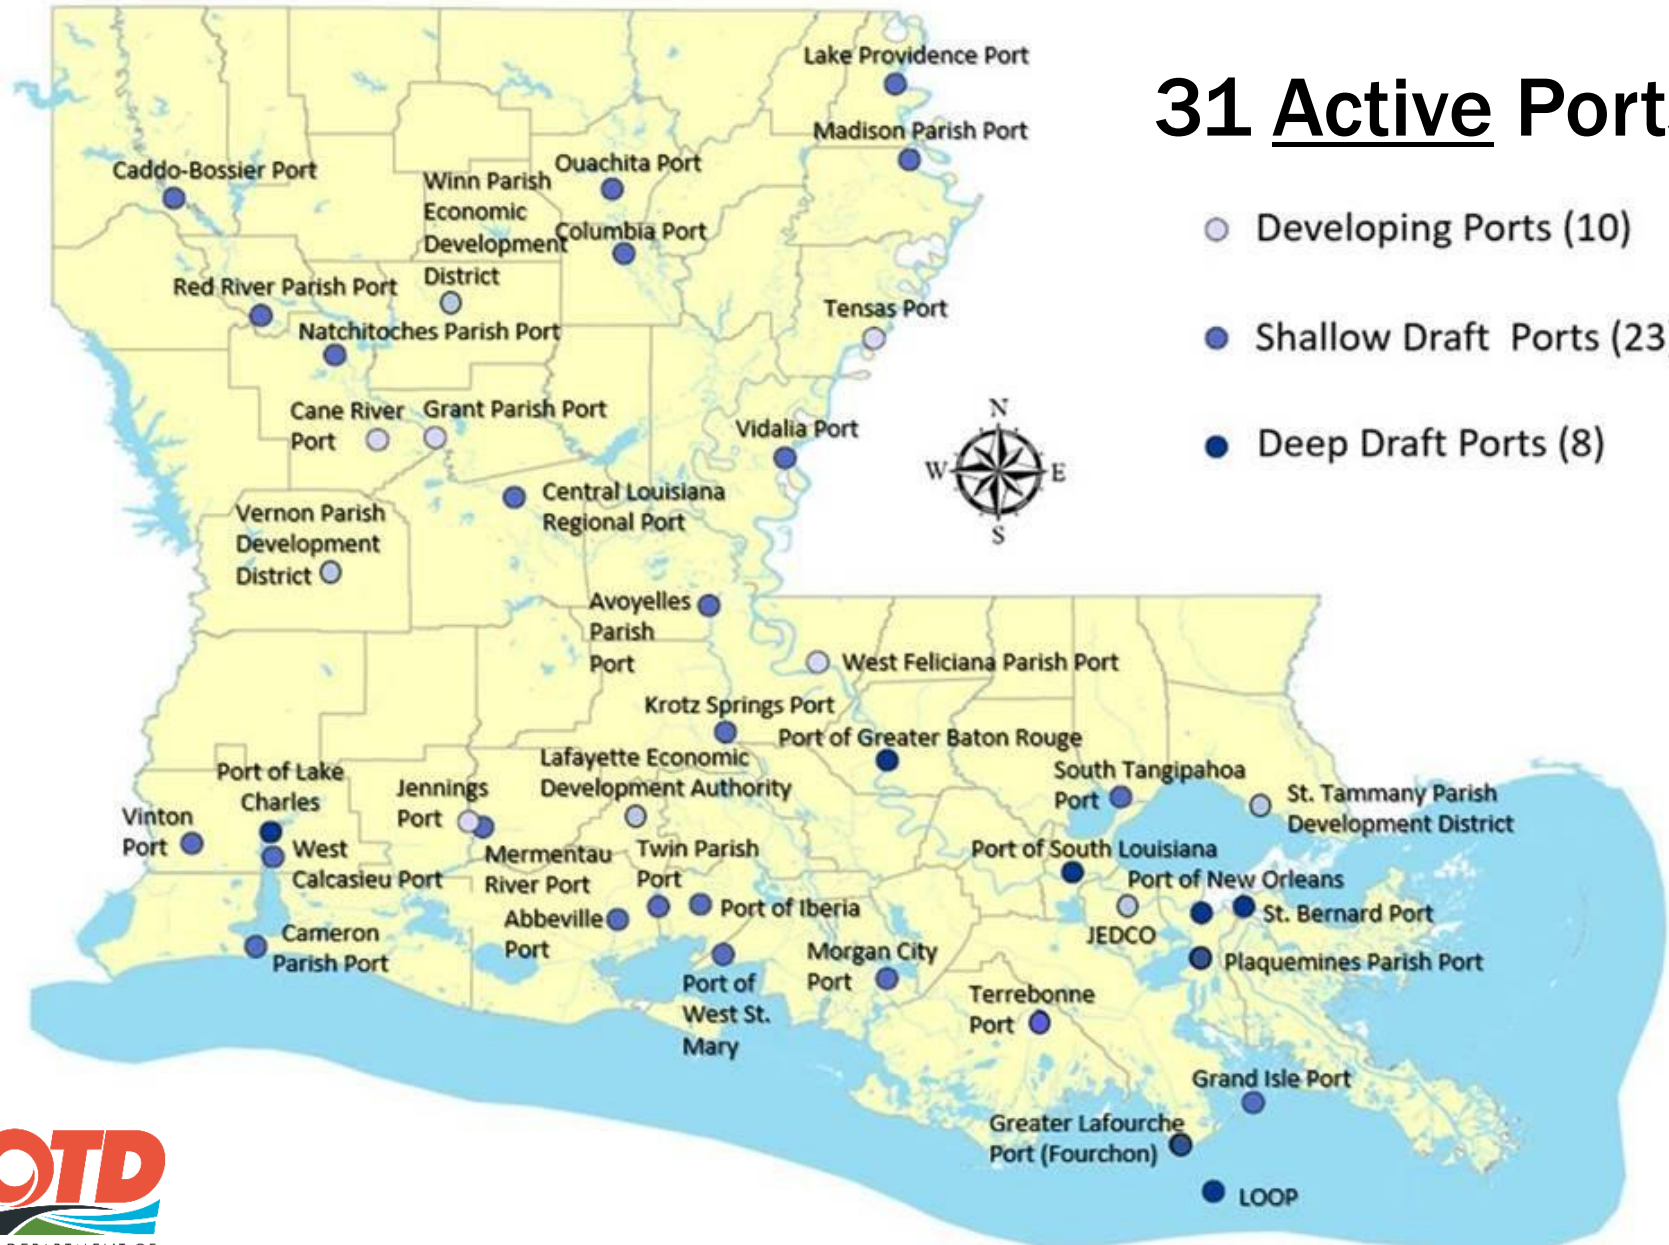 31 Active Ports
Developing Ports (10)
Shallow Draft Ports (23)
Deep Draft Ports (8)
Lake Providence Port
Madison Parish Port
Caddo-Bossier Port
Ouachita Port
Winn Parish
Economic
Development
District
Columbia Port
Red River Parish Port
Natchitoches Parish Port
Tensas Port
Cane River
Port
Grant Parish Port
Vidalia Port
N
W
E
S
Central Louisiana
Regional Port
Vernon Parish
Development
District
Avoyelles
Parish
Port
West Feliciana Parish Port
Krotz Springs Port
Port of Greater Baton Rouge
Lafayette Economic
Development Authority
Port of Lake
Charles
Jennings
Port
South Tangipahoa
Port
St. Tammany Parish
Development District
Vinton
Port
West
Calcasieu Port
Mermentau
River Port
Twin Parish
Port
Port of South Louisiana
Port of New Orleans
Abbeville
Port
Port of Iberia
St. Bernard Port
JEDCO
Cameron
Parish Port
Morgan City
Port
Plaquemines Parish Port
Port of
West St.
Mary
Terrebonne
Port
Grand Isle Port
Greater Lafourche
Port (Fourchon)
LOOP
OTD
DEPARTMENT OF